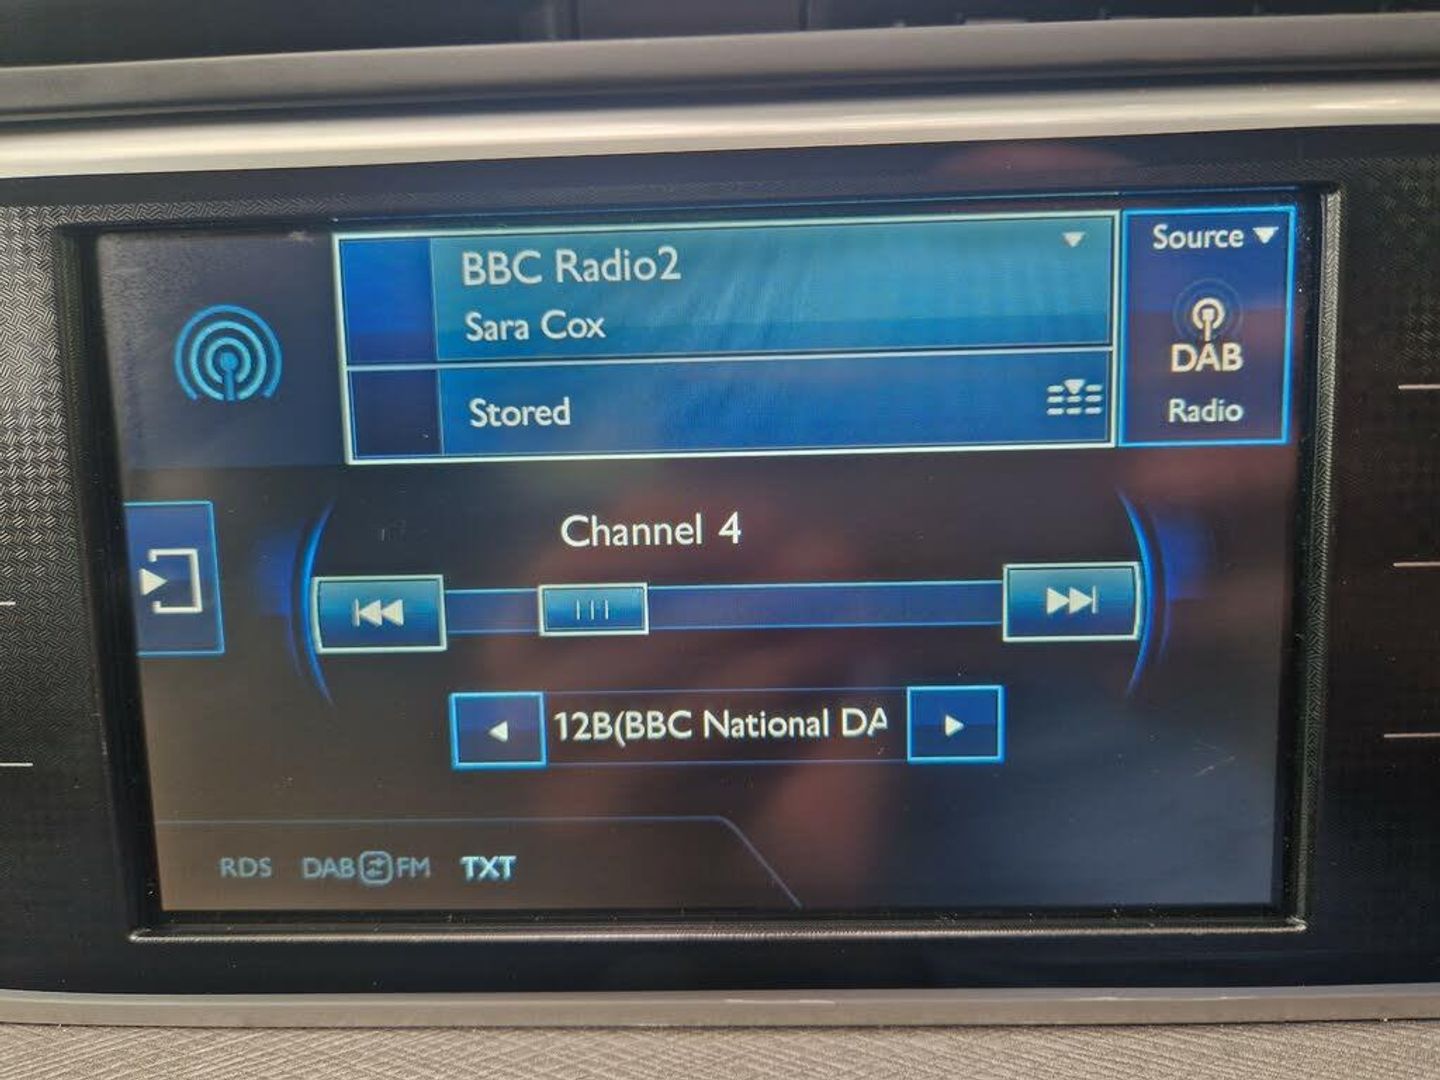 BBC Radio2
Sara Cox
Stored
Source
DAB
Radio
Channel 4
12B(BBC National DA
RDS DAB FM TXT